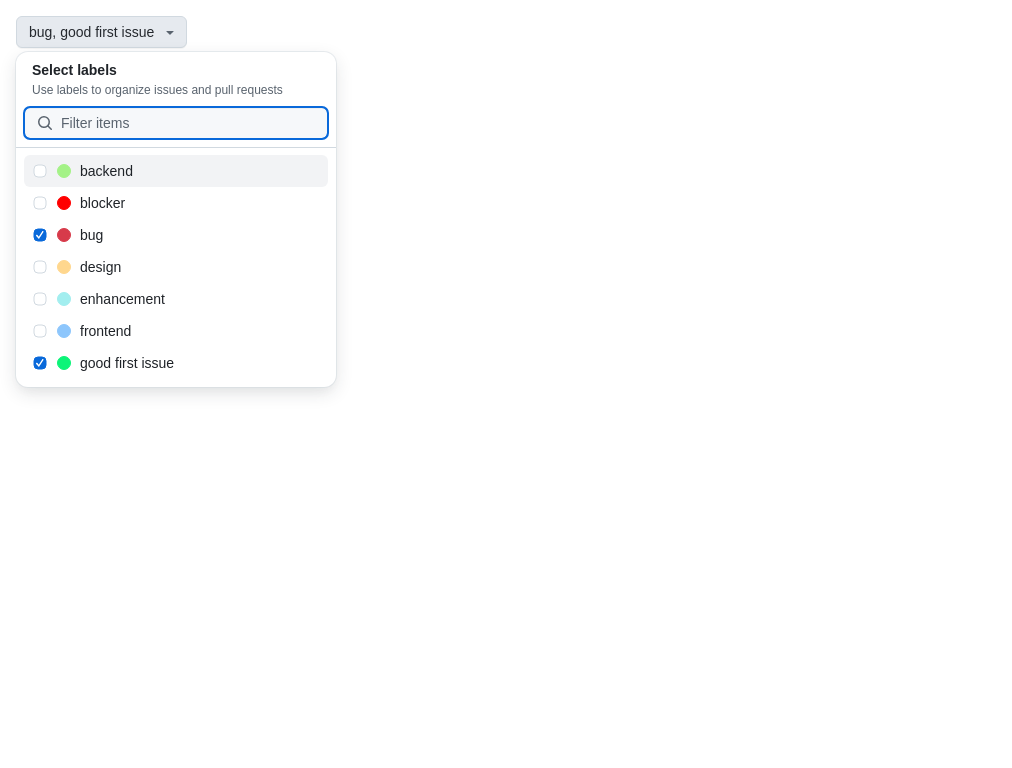 bug, good first issue
Select labels
Use labels to organize issues and pull requests
Filter items
backend
blocker
bug
design
enhancement
frontend
good first issue